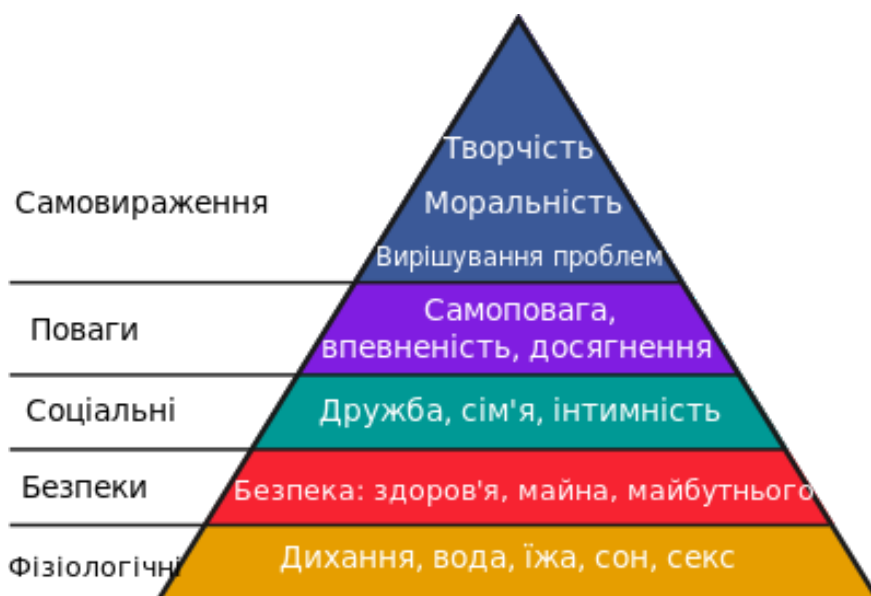 Творчість
Самовираження
Моральність
Вирішування проблем
Поваги
Самоповага,
впевненість, досягнення
Соціальні
Дружба, сім'я, інтимність
Безпеки
Безпека: здоров'я, майна, майбутнього
Фізіологічні
Дихання, вода, їжа, сон, секс